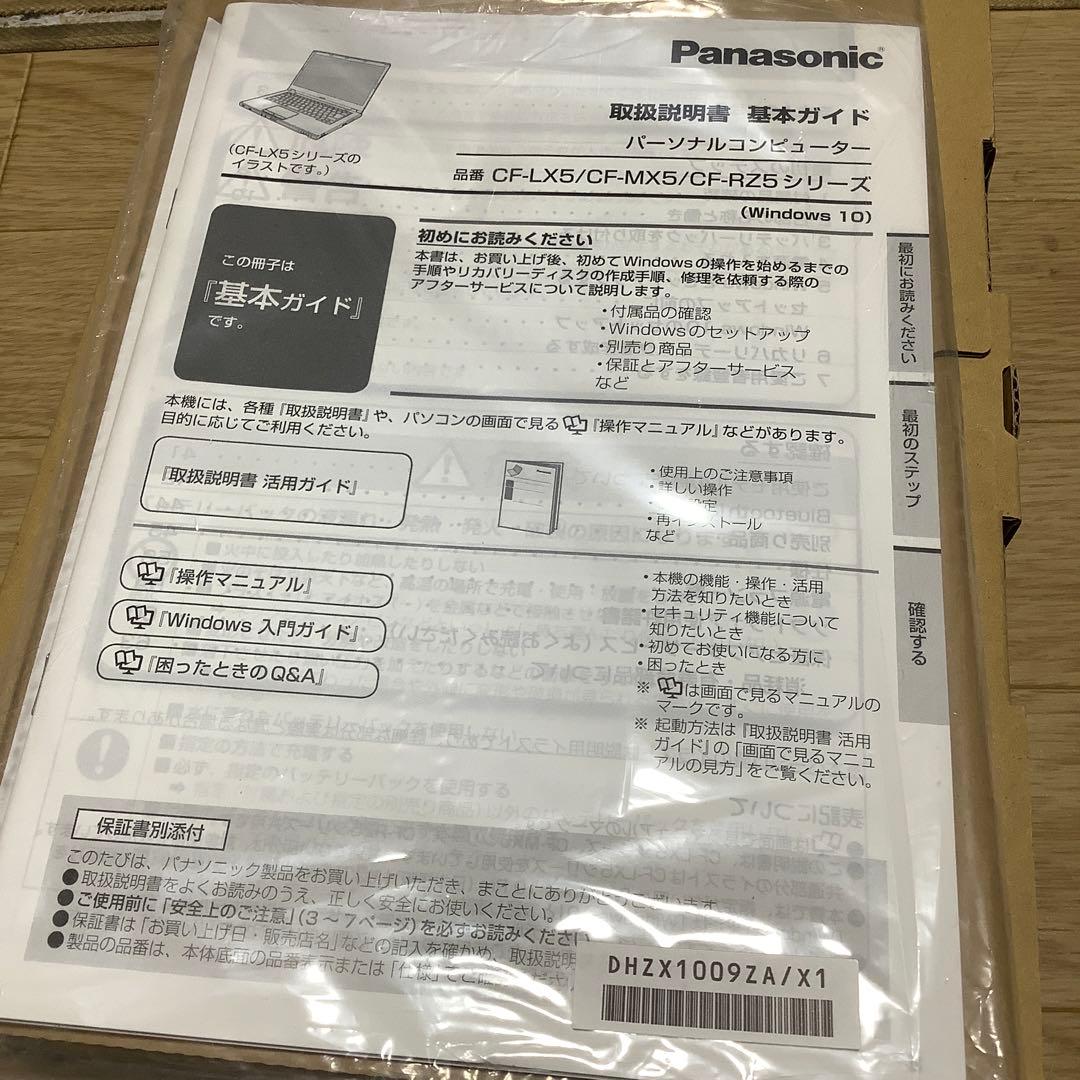 Panasonic®
取扱説明書 基本ガイド
パーソナルコンピューター
品番 CF-LX5/CF-MX5/CF-RZ5シリーズ
(Windows 10)
(CF-LX5シリーズの
イラストです。)
この冊子は
『基本ガイド』
です。
初めにお読みください
本書は、お買い上げ後、初めてWindowsの操作を始めるまでの
手順やリカバリーディスクの作成手順、修理を依頼する際の
アフターサービスについて説明します。
・付属品の確認
・Windowsのセットアップ
・別売り商品
・保証とアフターサービス
など
本機には、各種『取扱説明書』や、パソコンの画面で見る『操作マニュアル』などがあります。
目的に応じてご利用ください。
『取扱説明書 活用ガイド』
・使用上のご注意事項
・詳しい操作
設定
・再インストール
など
『操作マニュアル』
『Windows 入門ガイド』
『困ったときのQ&A』
・本機の機能・操作・活用
方法を知りたいとき
・セキュリティ機能について
知りたいとき
・初めてお使いになる方に
・困ったとき
※ は画面で見るマニュアルの
マークです。
※ 起動方法は『取扱説明書 活用
ガイド』の「画面で見るマニュ
アルの見方」をご覧ください。
最初にお読みください
最初のステップ
確認する
保証書別添付
このたびは、パナソニック製品をお買い上げいただき、まことにありがとうございます。
●取扱説明書をよくお読みのうえ、正しく安全にお使いください。
●ご使用前に「安全上のご注意」(3～7ページ)を必ずお読みください
●保証書は「お買い上げ日・販売店名」などの記入を確かめ、取扱説明
●製品の品番は、本体底面の品番表示または「仕様」でご確
DHZX1009ZA/X1